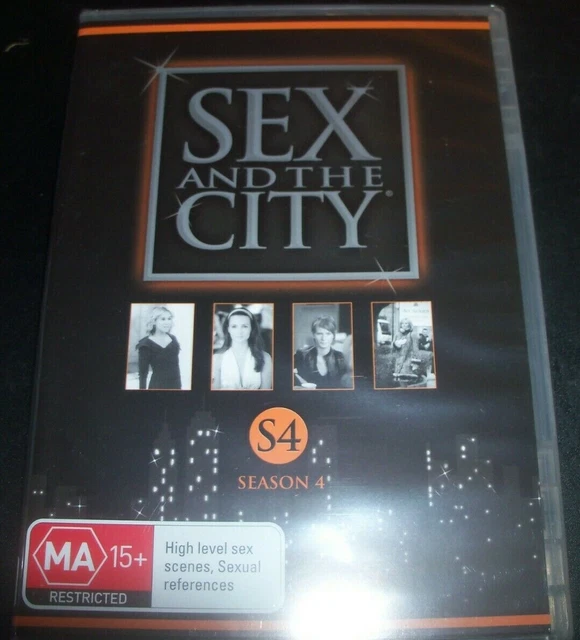 SEX
AND THE
CITY®
S4
SEASON 4
MA 15+
RESTRICTED
High level sex
scenes, Sexual
references